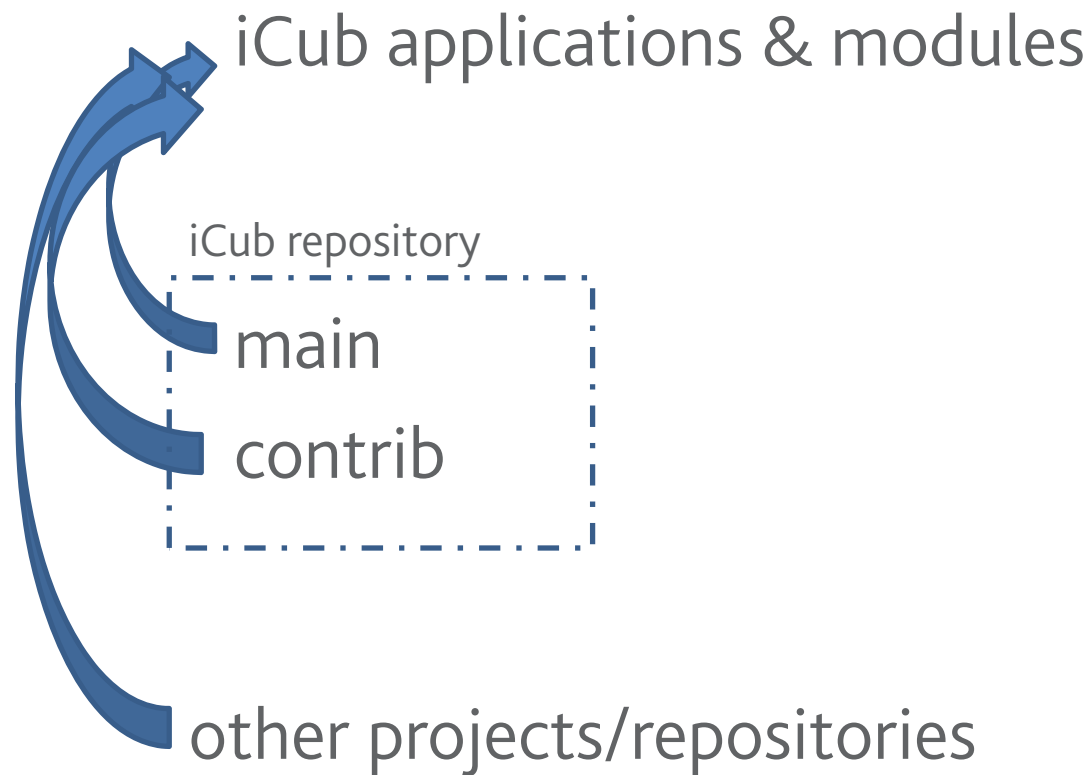 iCub applications & modules
iCub repository
main
contrib
other projects/repositories